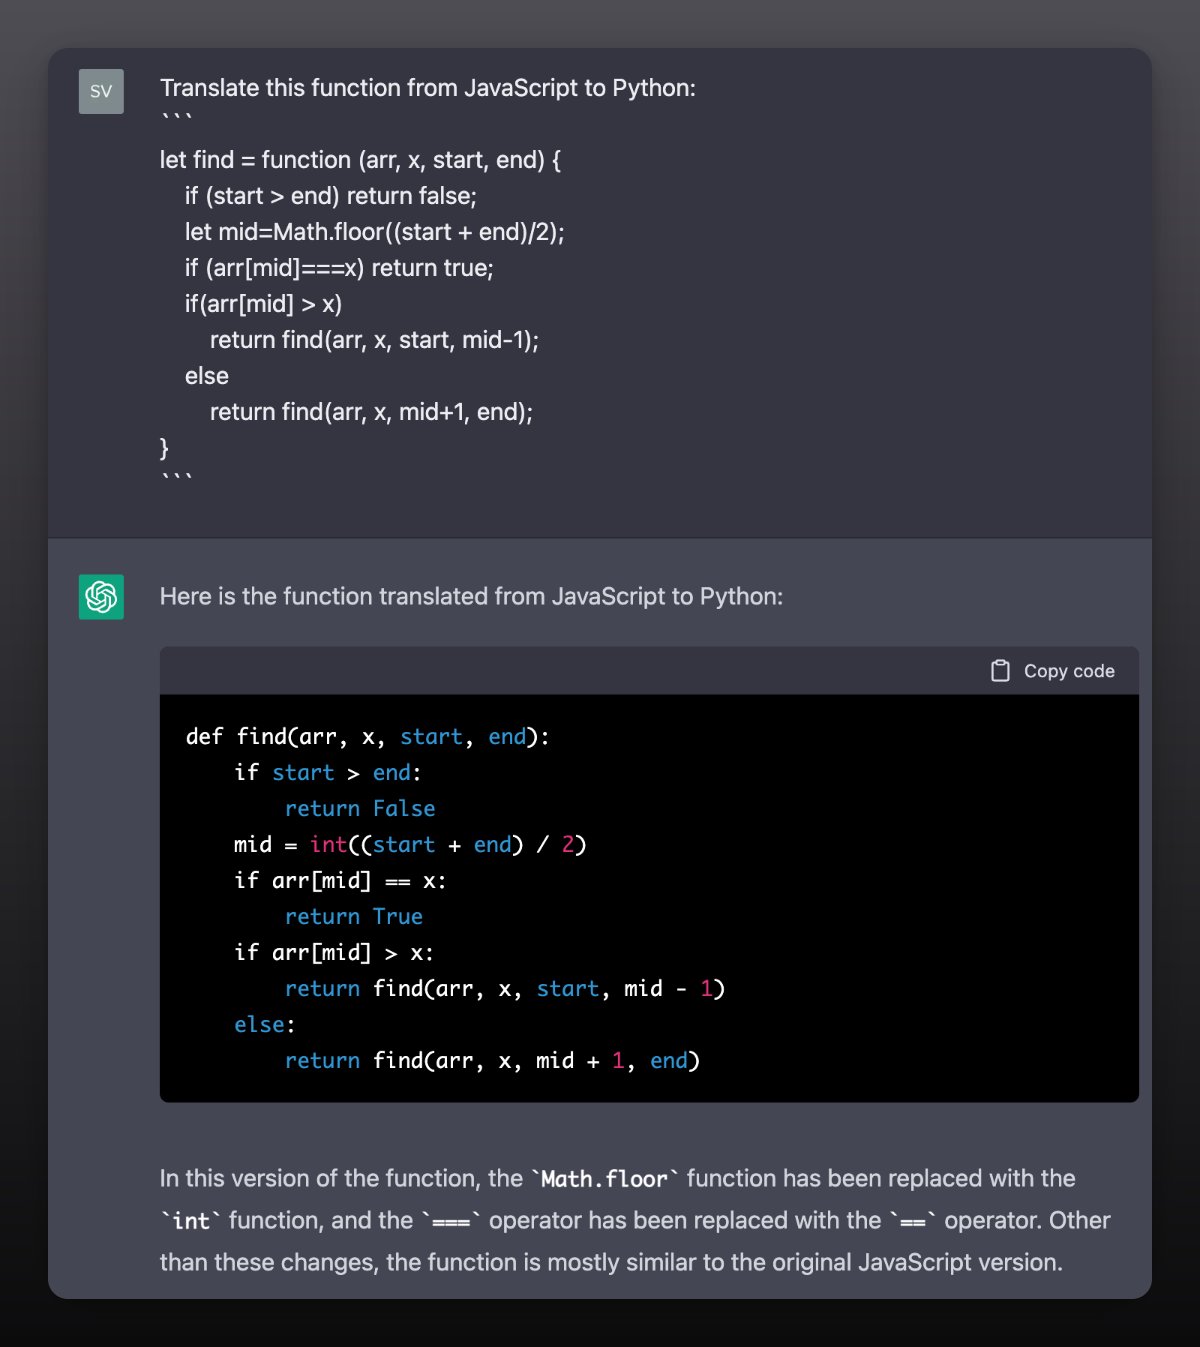 SV
Translate this function from JavaScript to Python:
```
let find = function (arr, x, start, end) {
    if (start > end) return false;
    let mid=Math.floor((start + end)/2);
    if (arr[mid]===x) return true;
    if(arr[mid] > x)
        return find(arr, x, start, mid-1);
    else
        return find(arr, x, mid+1, end);
}
```
Here is the function translated from JavaScript to Python:
Copy code
def find(arr, x, start, end):
    if start > end:
        return False
    mid = int((start + end) / 2)
    if arr[mid] == x:
        return True
    if arr[mid] > x:
        return find(arr, x, start, mid - 1)
    else:
        return find(arr, x, mid + 1, end)
In this version of the function, the `Math.floor` function has been replaced with the
`int` function, and the `===` operator has been replaced with the `==` operator. Other
than these changes, the function is mostly similar to the original JavaScript version.